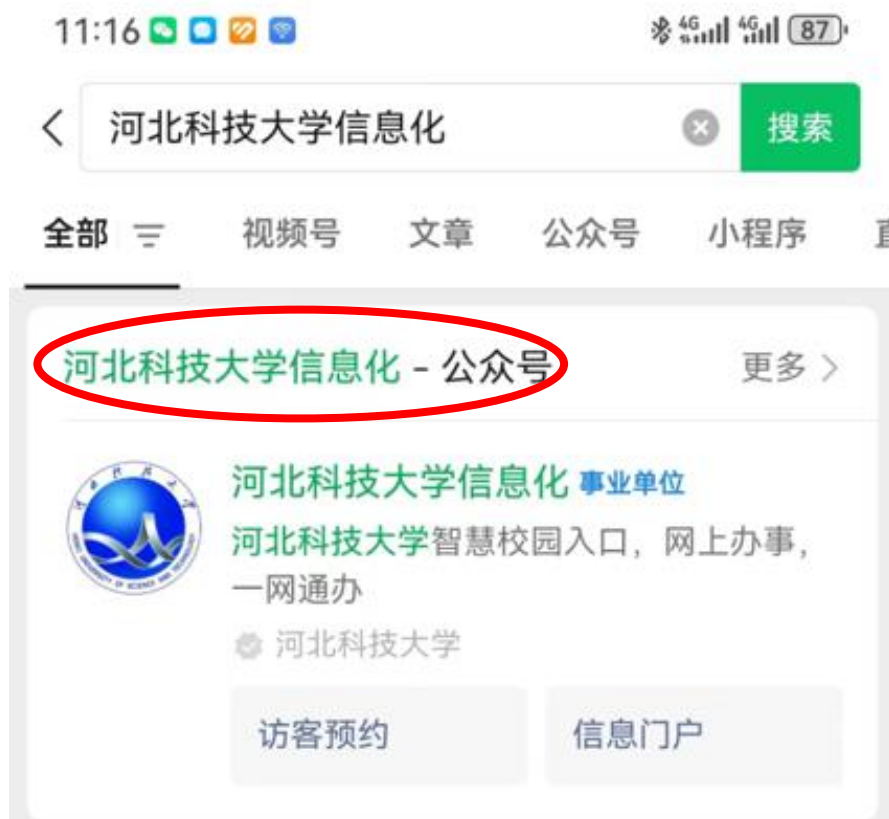 11:16 4G 4G 87
河北科技大学信息化 搜索
全部 视频号 文章 公众号 小程序
河北科技大学信息化 - 公众号 更多
河北科技大学信息化 事业单位
河北科技大学智慧校园入口，网上办事，
一网通办
河北科技大学
访客预约 信息门户